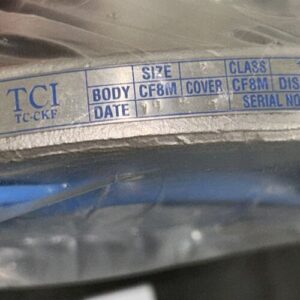 TCI
TC-CKF
SIZE CLASS
BODY CF8M COVER CF8M DIS
DATE SERIAL NO